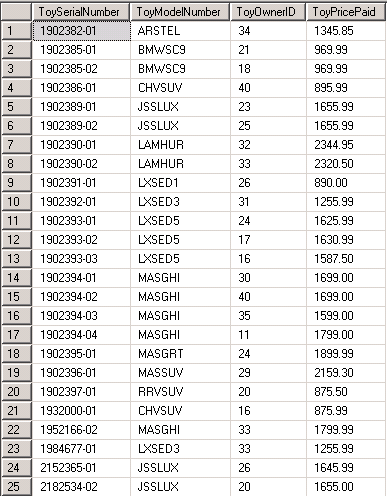 ToySerialNumber ToyModelNumber ToyOwnerID ToyPricePaid
1 1902382-01 ARSTEL 34 1345.85
2 1902385-01 BMWSC9 21 969.99
3 1902385-02 BMWSC9 18 969.99
4 1902386-01 CHVSUV 40 895.99
5 1902389-01 JSSLUX 23 1655.99
6 1902389-02 JSSLUX 25 1655.99
7 1902390-01 LAMHUR 32 2344.95
8 1902390-02 LAMHUR 33 2320.50
9 1902391-01 LXSED1 26 890.00
10 1902392-01 LXSED3 31 1255.99
11 1902393-01 LXSED5 24 1625.99
12 1902393-02 LXSED5 17 1630.99
13 1902393-03 LXSED5 16 1587.50
14 1902394-01 MASGHI 30 1699.00
15 1902394-02 MASGHI 40 1699.00
16 1902394-03 MASGHI 35 1599.00
17 1902394-04 MASGHI 11 1799.00
18 1902395-01 MASGRT 24 1899.99
19 1902396-01 MASSUV 29 2159.30
20 1902397-01 RRVSUV 20 875.50
21 1932000-01 CHVSUV 16 875.99
22 1952166-02 MASGHI 33 1799.99
23 1984677-01 LXSED3 33 1255.99
24 2152365-01 JSSLUX 26 1645.99
25 2182534-02 JSSLUX 20 1655.00